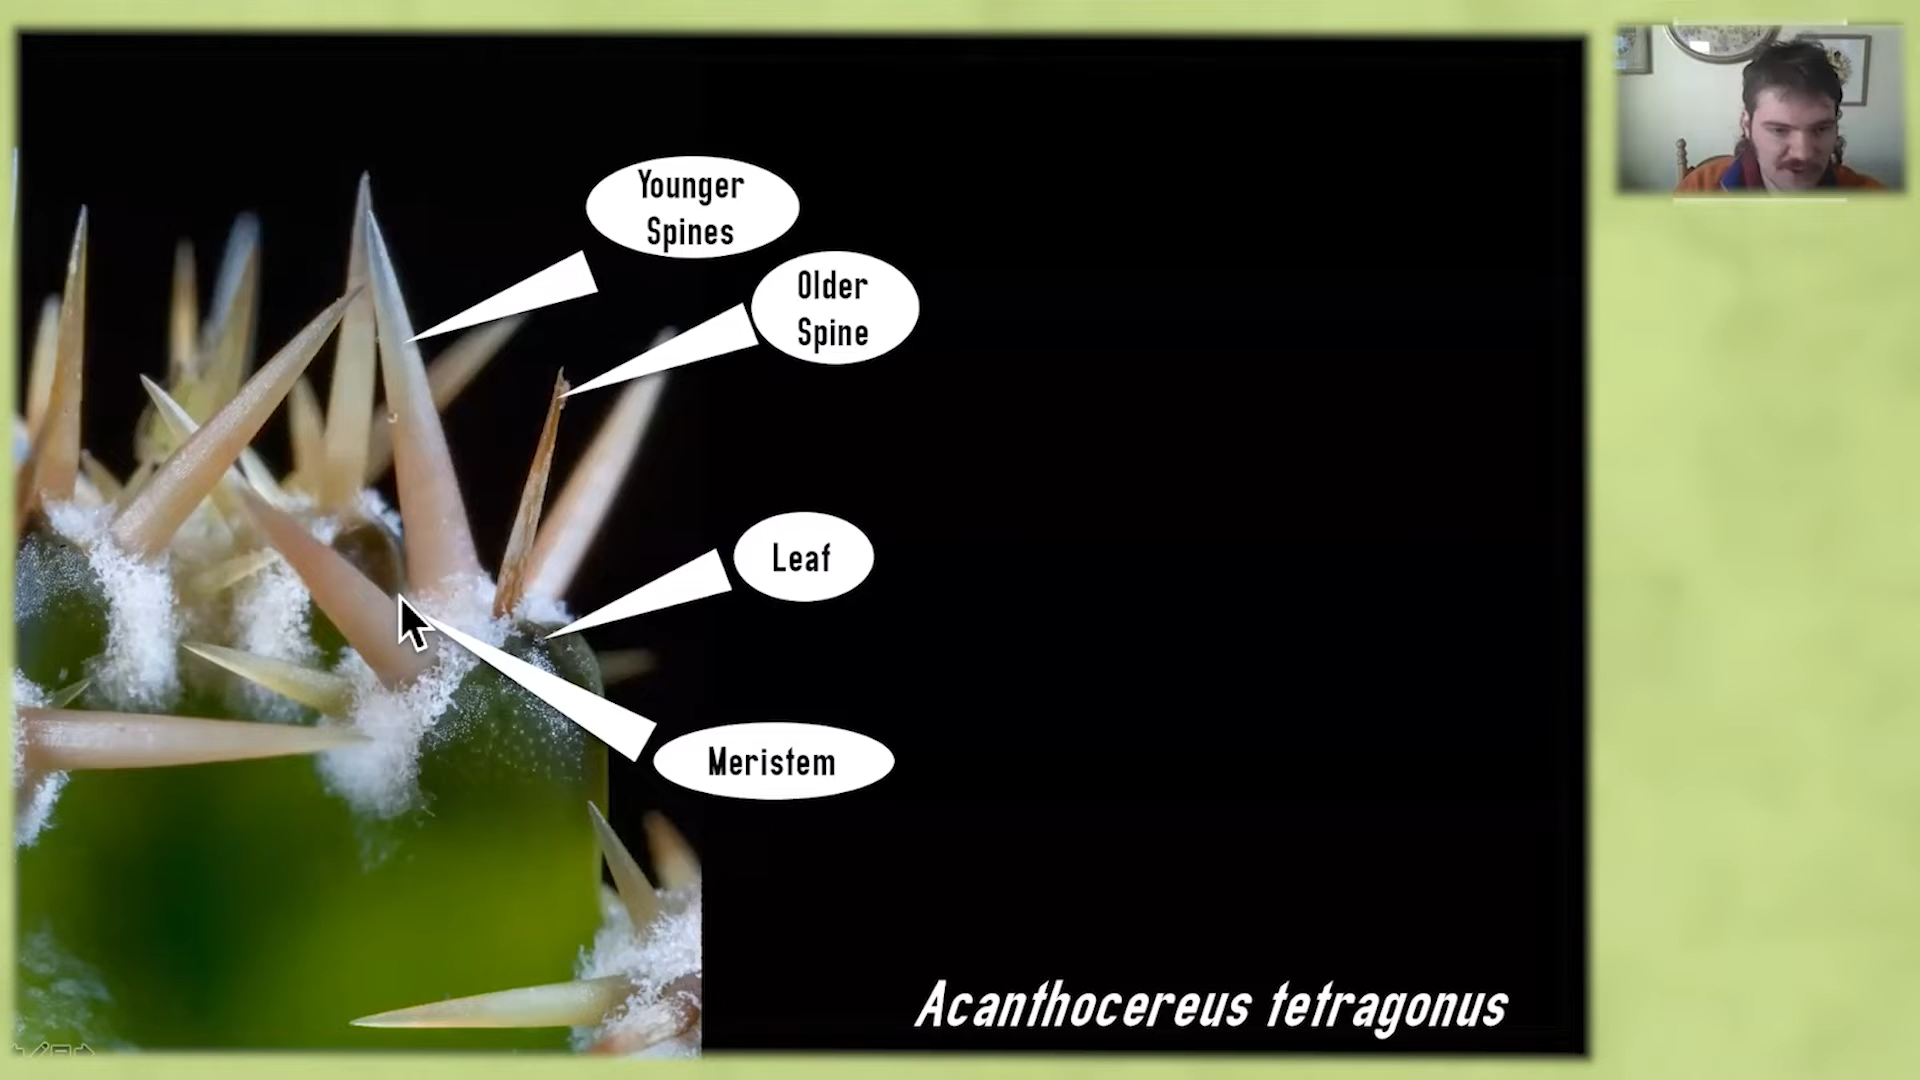 Younger
Spines
Older
Spine
Leaf
Meristem
Acanthocereus tetragonus